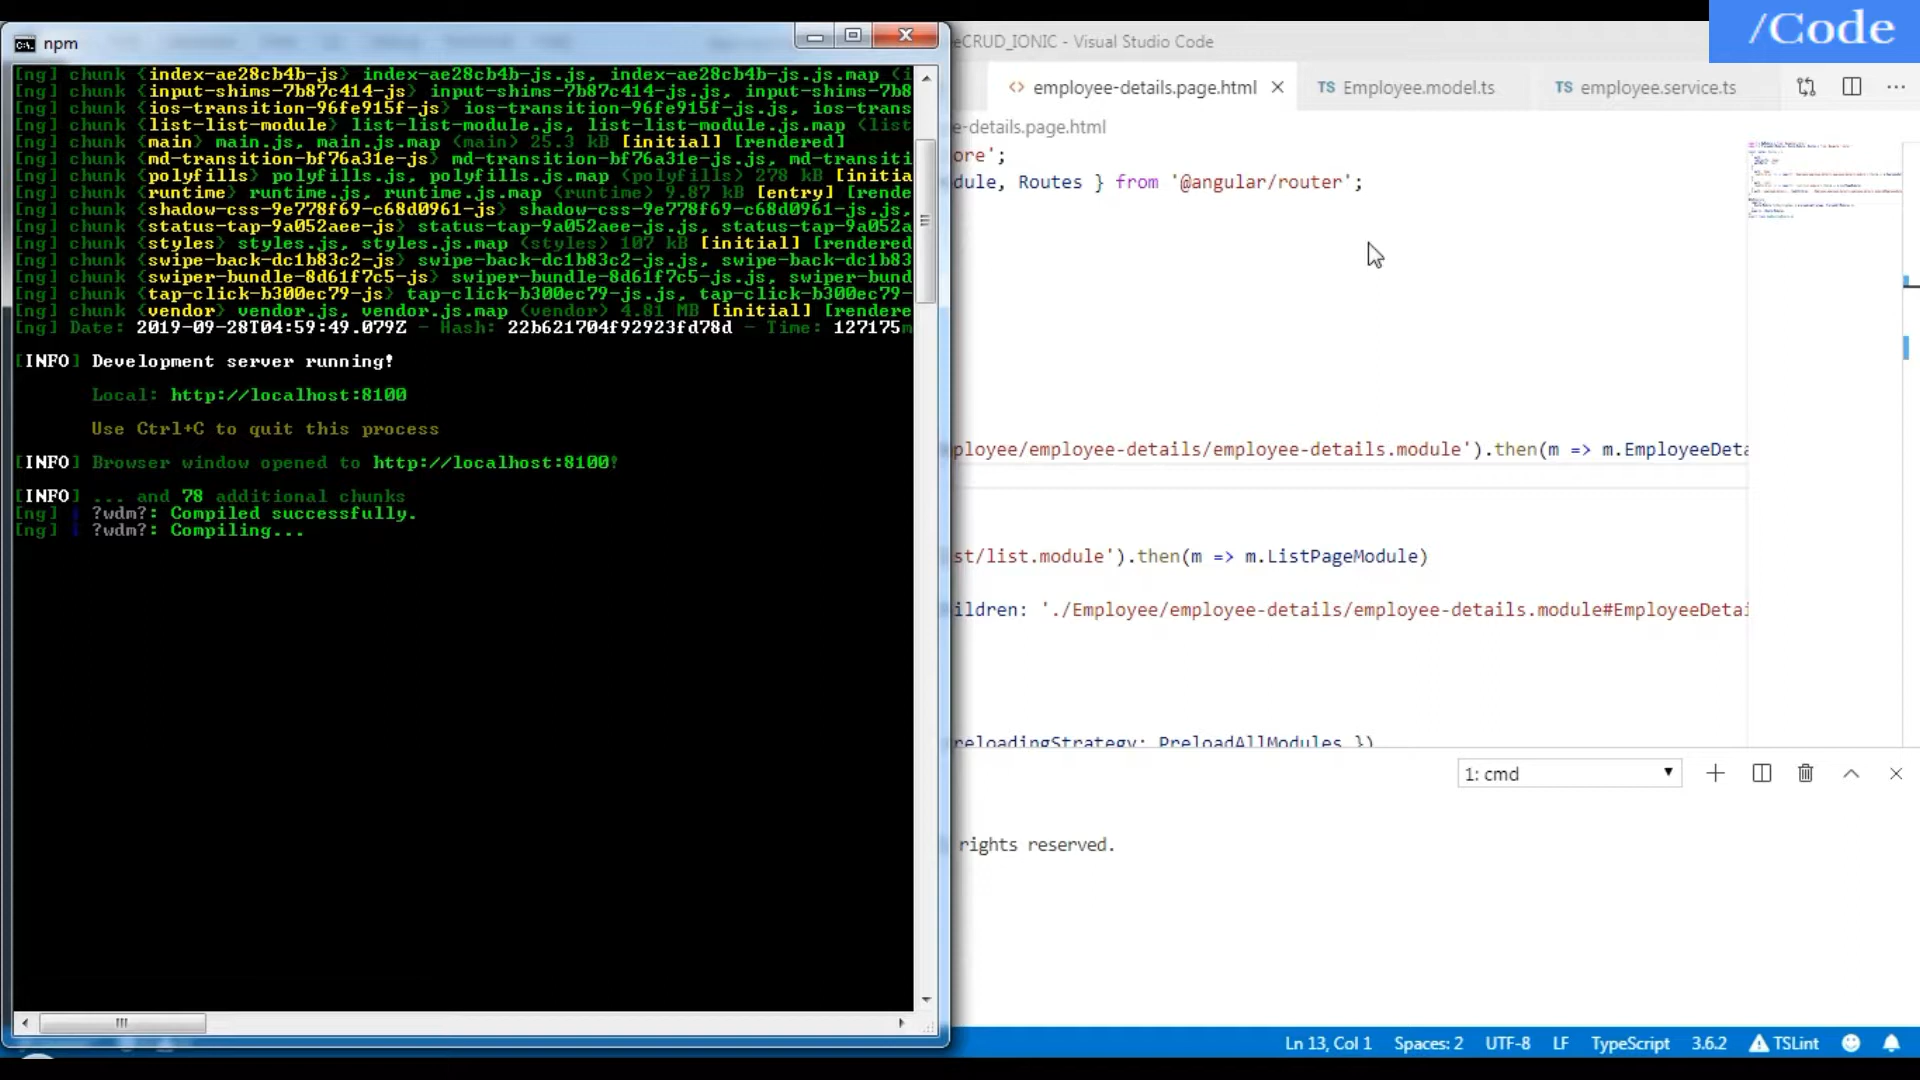 /Code
npm
[ng] chunk {index-ae28cb4b-js} index-ae28cb4b-js.js, index-ae28cb4b-js.js.map (i
[ng] chunk {input-shims-7b87c414-js} input-shims-7b87c414-js.js, input-shims-7b8
[ng] chunk {ios-transition-96fe915f-js} ios-transition-96fe915f-js.js, ios-trans
[ng] chunk {list-list-module} list-list-module.js, list-list-module.js.map (list
[ng] chunk {main} main.js, main.js.map (main) 25.3 kB [initial] [rendered]
[ng] chunk {md-transition-bf76a31e-js} md-transition-bf76a31e-js.js, md-transiti
[ng] chunk {polyfills} polyfills.js, polyfills.js.map (polyfills) 278 kB [initia
[ng] chunk {runtime} runtime.js, runtime.js.map (runtime) 9.87 kB [entry] [rende
[ng] chunk {shadow-css-9e778f69-c68d0961-js} shadow-css-9e778f69-c68d0961-js.js,
[ng] chunk {status-tap-9a052aee-js} status-tap-9a052aee-js.js, status-tap-9a052a
[ng] chunk {styles} styles.js, styles.js.map (styles) 107 kB [initial] [rendered
[ng] chunk {swipe-back-dc1b83c2-js} swipe-back-dc1b83c2-js.js, swipe-back-dc1b83
[ng] chunk {swiper-bundle-8d61f7c5-js} swiper-bundle-8d61f7c5-js.js, swiper-bund
[ng] chunk {tap-click-b300ec79-js} tap-click-b300ec79-js.js, tap-click-b300ec79-
[ng] chunk {vendor} vendor.js, vendor.js.map (vendor) 4.81 MB [initial] [rendere
[ng] Date: 2019-09-28T04:59:49.079Z - Hash: 22b621704f92923fd78d - Time: 127175m
[INFO] Development server running!
Local: http://localhost:8100
Use Ctrl+C to quit this process
[INFO] Browser window opened to http://localhost:8100!
[INFO] ... and 78 additional chunks
[ng] i ?wdm?: Compiled successfully.
[ng] i ?wdm?: Compiling...
eCRUD_IONIC - Visual Studio Code
employee-details.page.html
TS Employee.model.ts
TS employee.service.ts
e-details.page.html
ore';
dule, Routes } from '@angular/router';
ployee/employee-details/employee-details.module').then(m => m.EmployeeDeta
st/list.module').then(m => m.ListPageModule)
ildren: './Employee/employee-details/employee-details.module#EmployeeDetai
reloadingStrategy: PreloadAllModules })
1: cmd
rights reserved.
Ln 13, Col 1 Spaces: 2 UTF-8 LF TypeScript 3.6.2 TSLint